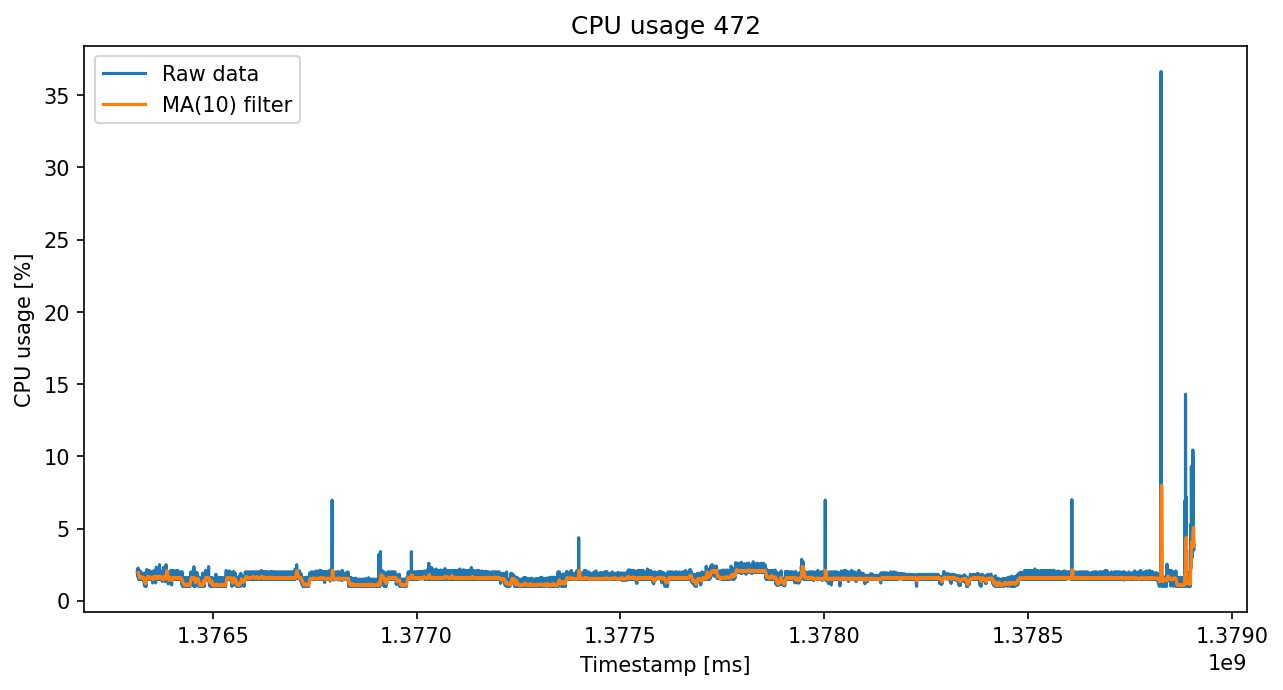 CPU usage 472
Raw data
MA(10) filter
CPU usage [%]
35
30
25
20
15
10
5
0
1.3765 1.3770 1.3775 1.3780 1.3785 1.3790
1e9
Timestamp [ms]